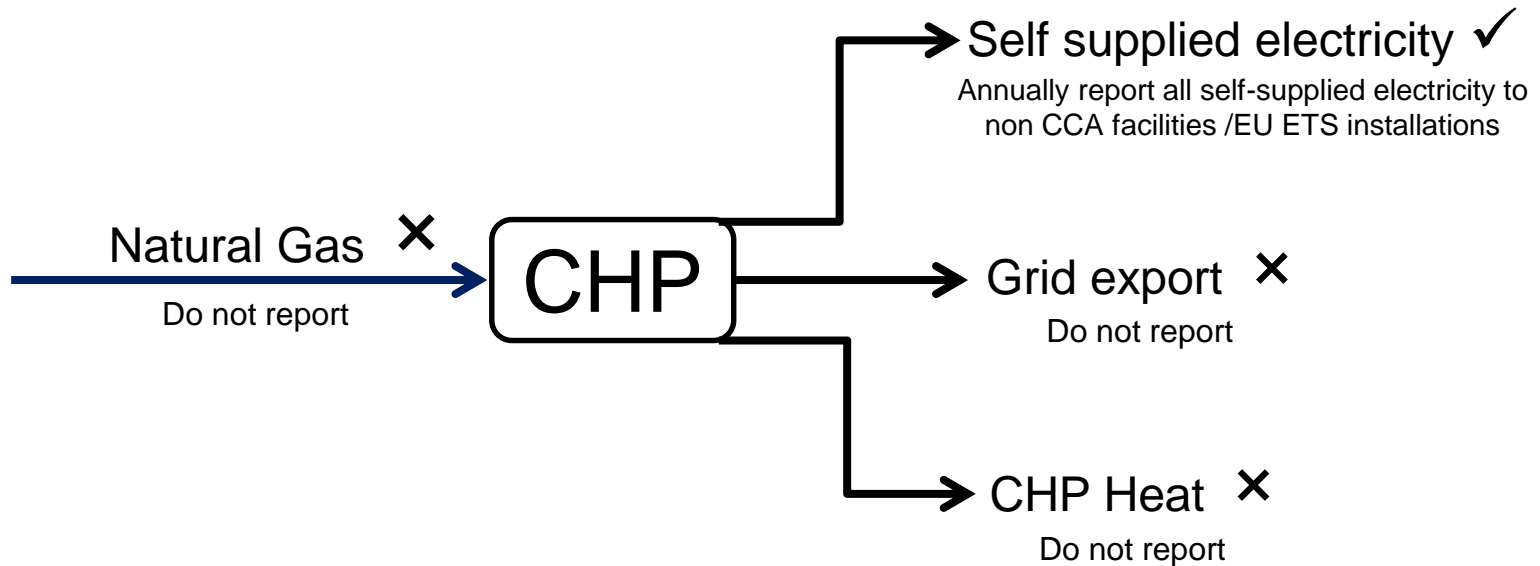 Self supplied electricity ✓
Annually report all self-supplied electricity to
non CCA facilities /EU ETS installations
Natural Gas ×
Do not report
CHP
Grid export ×
Do not report
CHP Heat ×
Do not report